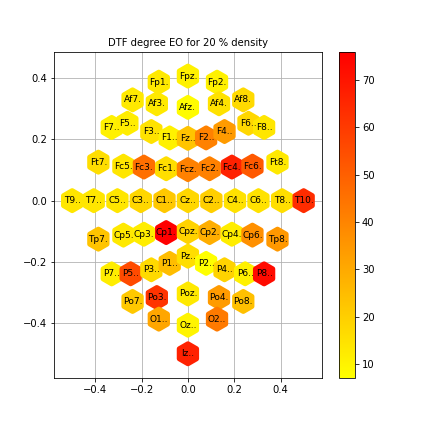 DTF degree EO for 20 % density
Fpz.
Fp1. Fp2.
Af7. Af3. Afz. Af4. Af8.
F7.. F5.. F3.. F1.. Fz.. F2.. F4.. F6.. F8..
Ft7. Fc5. Fc3. Fc1. Fcz. Fc2. Fc4. Fc6. Ft8.
T9.. T7.. C5.. C3.. C1.. Cz.. C2.. C4.. C6.. T8.. T10.
Tp7. Cp5. Cp3. Cp1. Cpz. Cp2. Cp4. Cp6. Tp8.
P7.. P5.. P3.. P1.. Pz.. P2.. P4.. P6.. P8..
Po7. Po3. Poz. Po4. Po8.
O1.. Oz.. O2..
Iz..
0.4
0.2
0.0
−0.2
−0.4
−0.4 −0.2 0.0 0.2 0.4
70
60
50
40
30
20
10